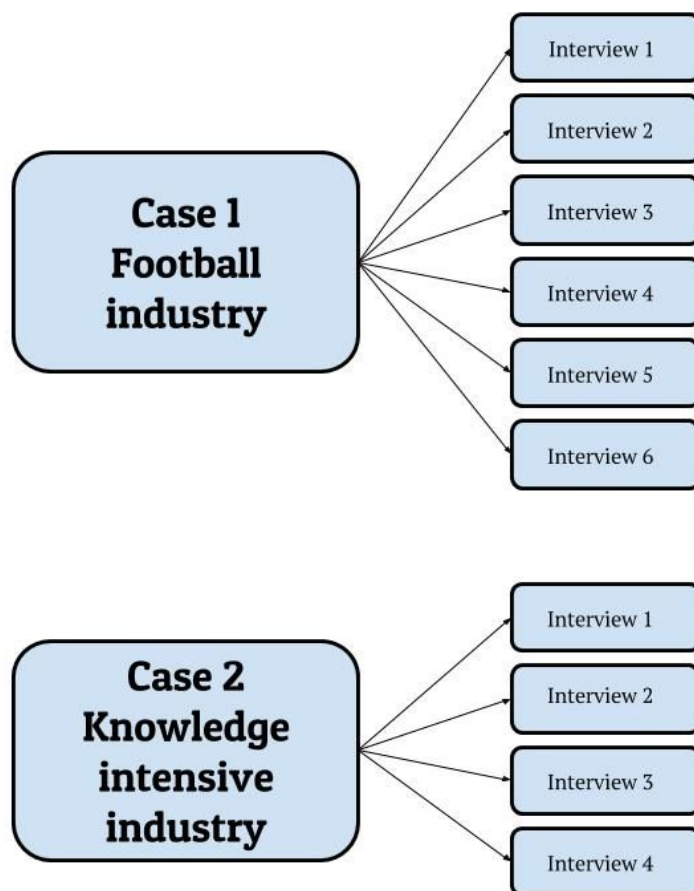 Case 1
Football
industry
Interview 1
Interview 2
Interview 3
Interview 4
Interview 5
Interview 6
Case 2
Knowledge
intensive
industry
Interview 1
Interview 2
Interview 3
Interview 4